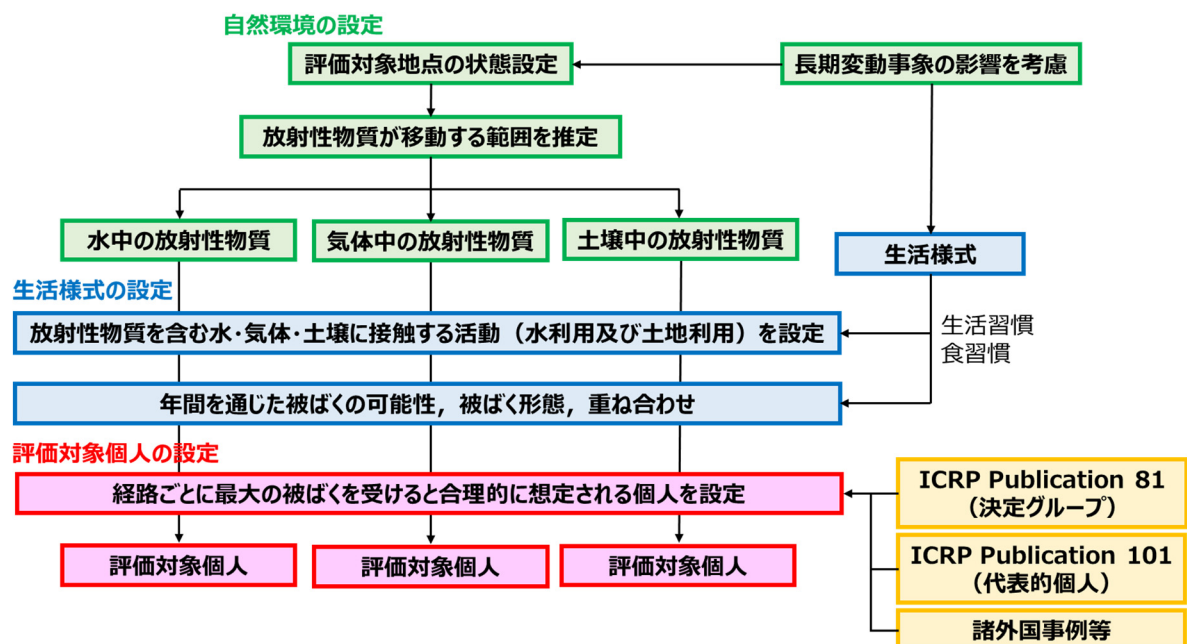 自然環境の設定
評価対象地点の状態設定
長期変動事象の影響を考慮
放射性物質が移動する範囲を推定
水中の放射性物質
気体中の放射性物質
土壌中の放射性物質
生活様式
生活様式の設定
放射性物質を含む水・気体・土壌に接触する活動（水利用及び土地利用）を設定
生活習慣
食習慣
年間を通じた被ばくの可能性，被ばく形態，重ね合わせ
評価対象個人の設定
経路ごとに最大の被ばくを受けると合理的に想定される個人を設定
ICRP Publication 81
（決定グループ）
評価対象個人
評価対象個人
評価対象個人
ICRP Publication 101
（代表的個人）
諸外国事例等